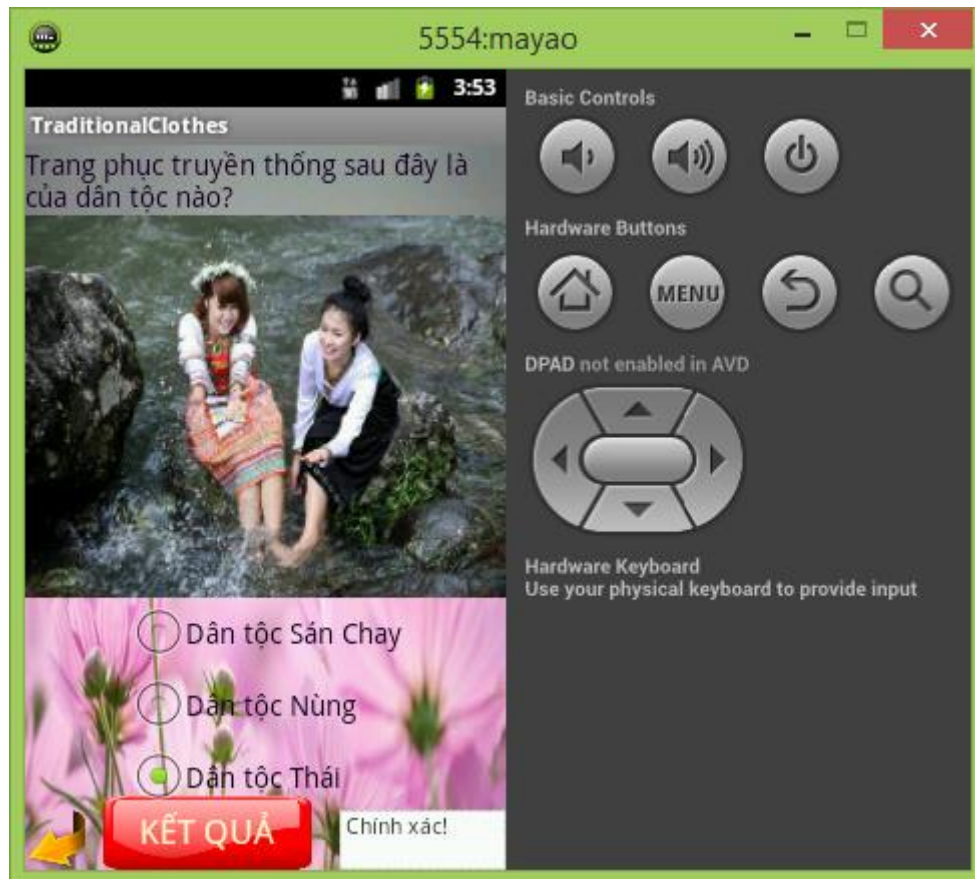 5554:mayao
3:53
TraditionalClothes
Trang phục truyền thống sau đây là
của dân tộc nào?
Dân tộc Sán Chay
Dân tộc Nùng
Dân tộc Thái
KẾT QUẢ
Chính xác!
Basic Controls
Hardware Buttons
MENU
DPAD not enabled in AVD
Hardware Keyboard
Use your physical keyboard to provide input